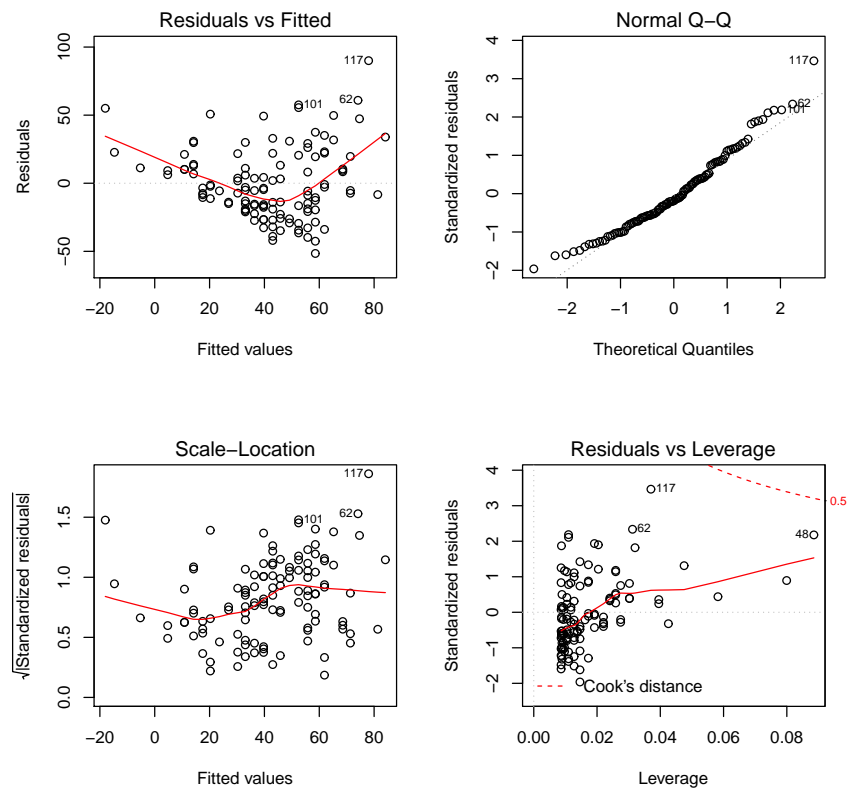 Residuals vs Fitted
Residuals
100
50
0
−50
117
62
101
−20 0 20 40 60 80
Fitted values
Normal Q−Q
Standardized residuals
4
3
2
1
0
−1
−2
117
62
101
−2 −1 0 1 2
Theoretical Quantiles
Scale−Location
√|Standardized residuals|
1.5
1.0
0.5
0.0
117
62
101
−20 0 20 40 60 80
Fitted values
Residuals vs Leverage
Standardized residuals
4
3
2
1
0
−1
−2
117
62
48
0.5
Cook's distance
0.00 0.02 0.04 0.06 0.08
Leverage